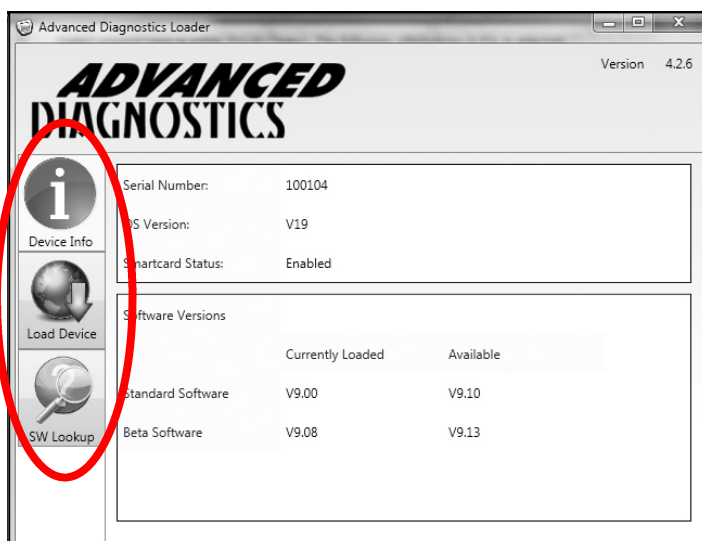 Advanced Diagnostics Loader
Version 4.2.6
ADVANCED
DIAGNOSTICS
Device Info
Load Device
SW Lookup
Serial Number: 100104
OS Version: V19
Smartcard Status: Enabled
Software Versions
Currently Loaded Available
Standard Software V9.00 V9.10
Beta Software V9.08 V9.13